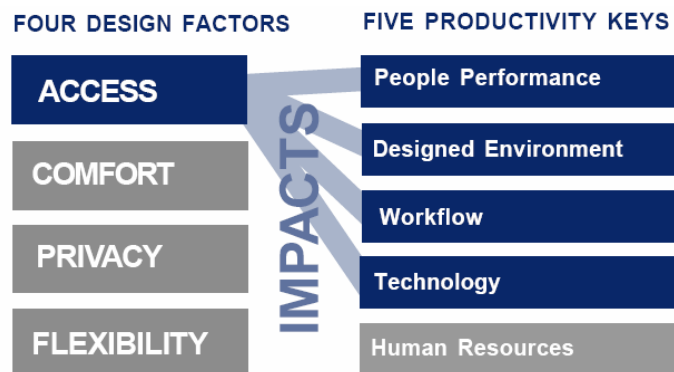 FOUR DESIGN FACTORS
ACCESS
COMFORT
PRIVACY
FLEXIBILITY
IMPACTS
FIVE PRODUCTIVITY KEYS
People Performance
Designed Environment
Workflow
Technology
Human Resources